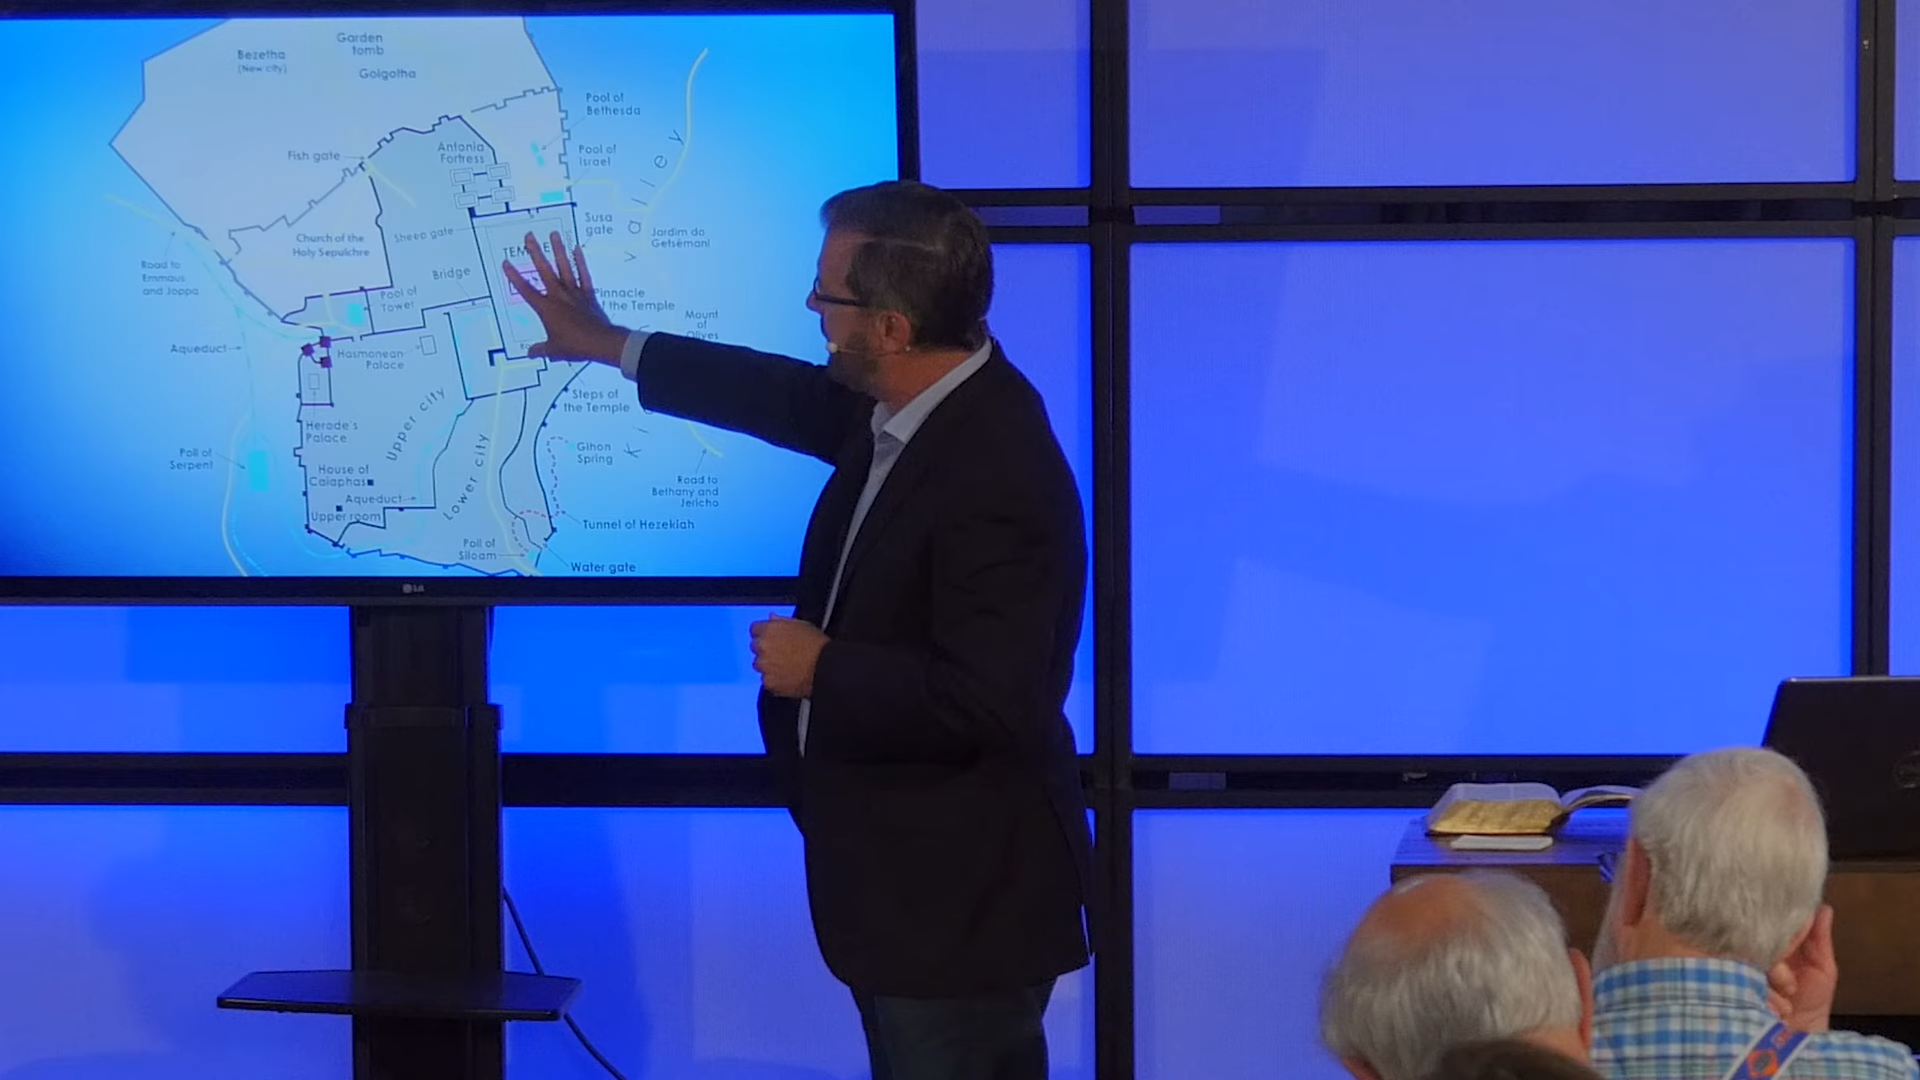 Garden
tomb
Bezetha
(New city)
Golgotha
Pool of
Bethesda
Fish gate
Antonia
Fortress
Pool of
Israel
Susa
gate
Sheep gate
Church of the
Holy Sepulchre
TEMPLE
valley
Jardim do
Getsêmani
Road to
Emmaus
and Joppa
Bridge
Pool of
Tower
Pinnacle
the Temple
Mount
of
Olives
Aqueduct
Hasmonean
Palace
Steps of
the Temple
Upper city
Herode's
Palace
Lower city
Gihon
Spring
Poll of
Serpent
House of
Caiaphas
Road to
Bethany and
Jericho
Aqueduct
Upper room
Tunnel of Hezekiah
Poll of
Siloam
Water gate
LG